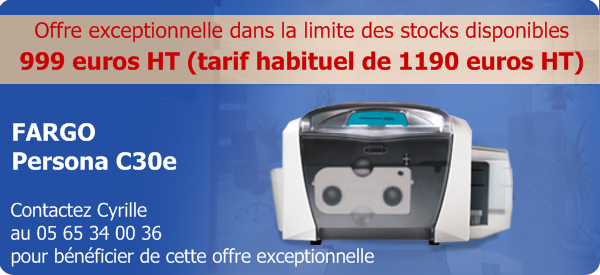 Offre exceptionnelle dans la limite des stocks disponibles
999 euros HT (tarif habituel de 1190 euros HT)
FARGO
Persona C30e
Contactez Cyrille
au 05 65 34 00 36
pour bénéficier de cette offre exceptionnelle